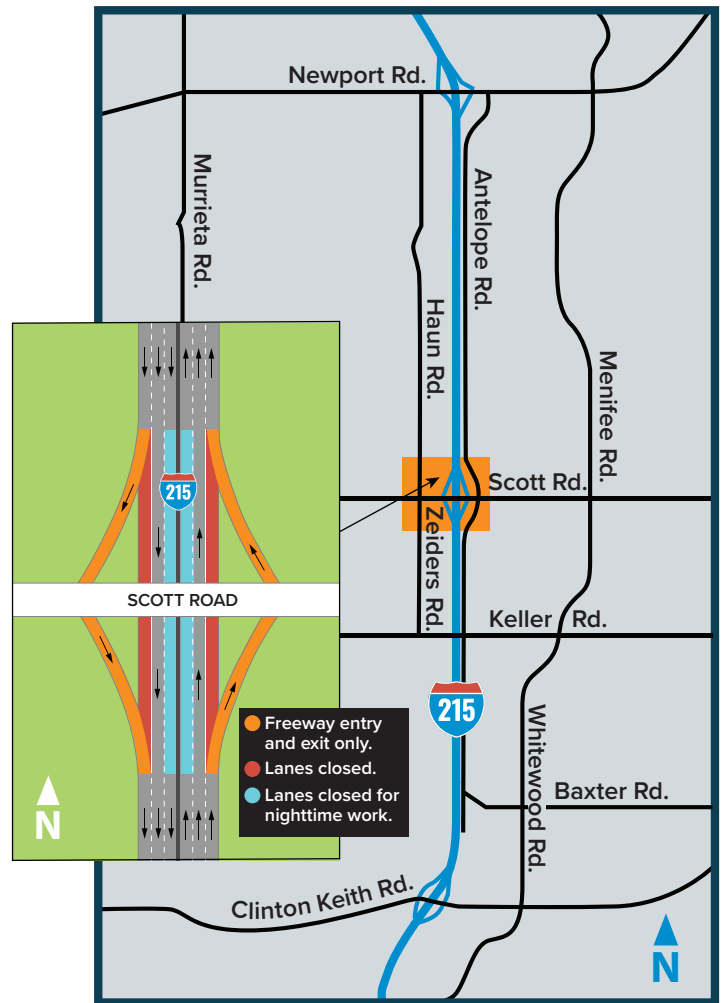 Newport Rd.
Murrieta Rd.
Antelope Rd.
Haun Rd.
Menifee Rd.
Scott Rd.
Zeiders Rd.
Keller Rd.
215
Whitewood Rd.
Baxter Rd.
Clinton Keith Rd.
N
215
SCOTT ROAD
Freeway entry
and exit only.
Lanes closed.
Lanes closed for
nighttime work.
N